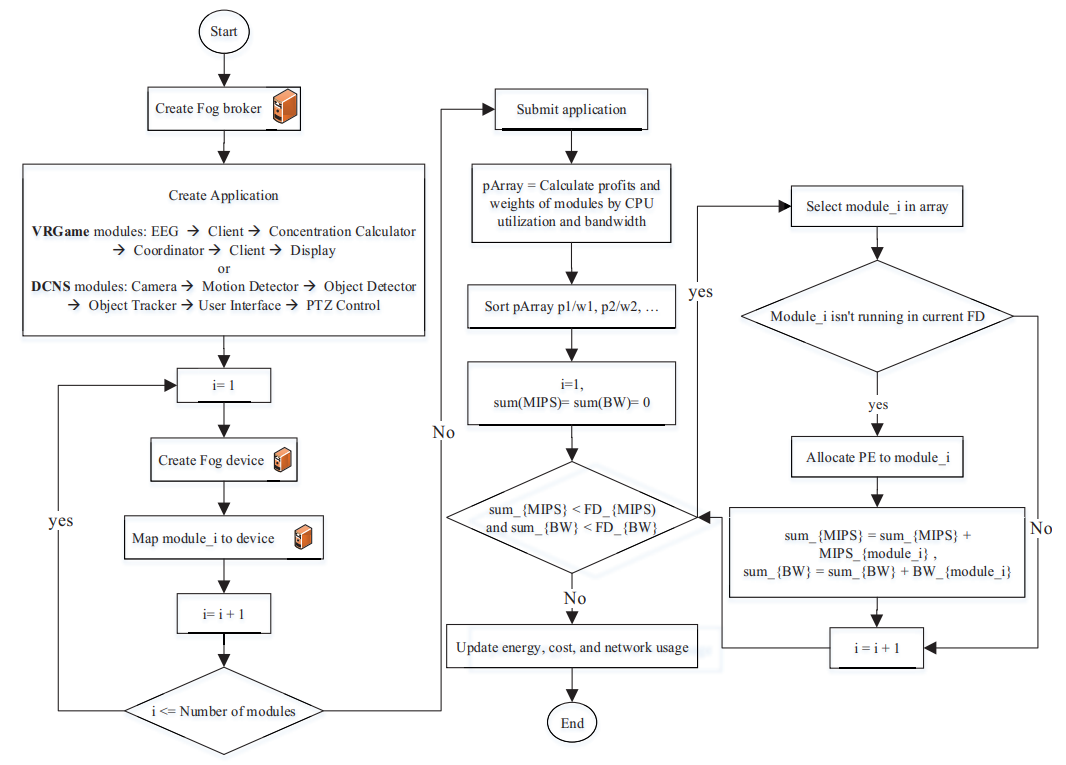 Start
Create Fog broker
Create Application
VRGame modules: EEG → Client → Concentration Calculator
→ Coordinator → Client → Display
or
DCNS modules: Camera → Motion Detector → Object Detector
→ Object Tracker → User Interface → PTZ Control
i= 1
Create Fog device
Map module_i to device
i= i + 1
i <= Number of modules
yes
No
Submit application
pArray = Calculate profits and
weights of modules by CPU
utilization and bandwidth
Sort pArray p1/w1, p2/w2, …
i=1,
sum(MIPS)= sum(BW)= 0
sum_{MIPS} < FD_{MIPS)
and sum_{BW} < FD_{BW}
No
Update energy, cost, and network usage
End
yes
Select module_i in array
Module_i isn't running in current FD
yes
Allocate PE to module_i
sum_{MIPS} = sum_{MIPS} +
MIPS_{module_i} ,
sum_{BW} = sum_{BW} + BW_{module_i}
No
i = i + 1